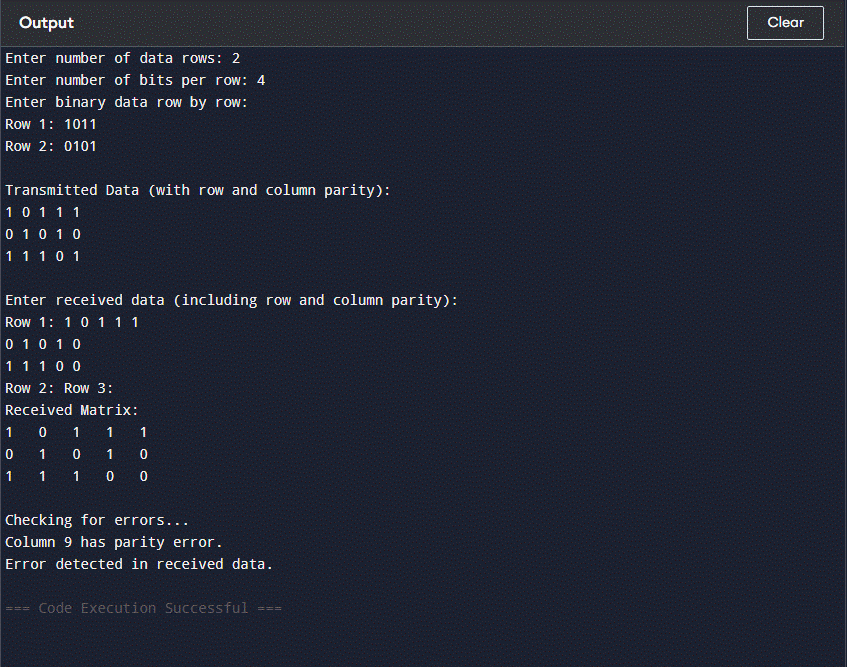 Output
Clear
Enter number of data rows: 2
Enter number of bits per row: 4
Enter binary data row by row:
Row 1: 1011
Row 2: 0101
Transmitted Data (with row and column parity):
1 0 1 1 1
0 1 0 1 0
1 1 1 0 1
Enter received data (including row and column parity):
Row 1: 1 0 1 1 1
0 1 0 1 0
1 1 1 0 0
Row 2: Row 3:
Received Matrix:
1   0   1   1   1
0   1   0   1   0
1   1   1   0   0
Checking for errors...
Column 9 has parity error.
Error detected in received data.
=== Code Execution Successful ===